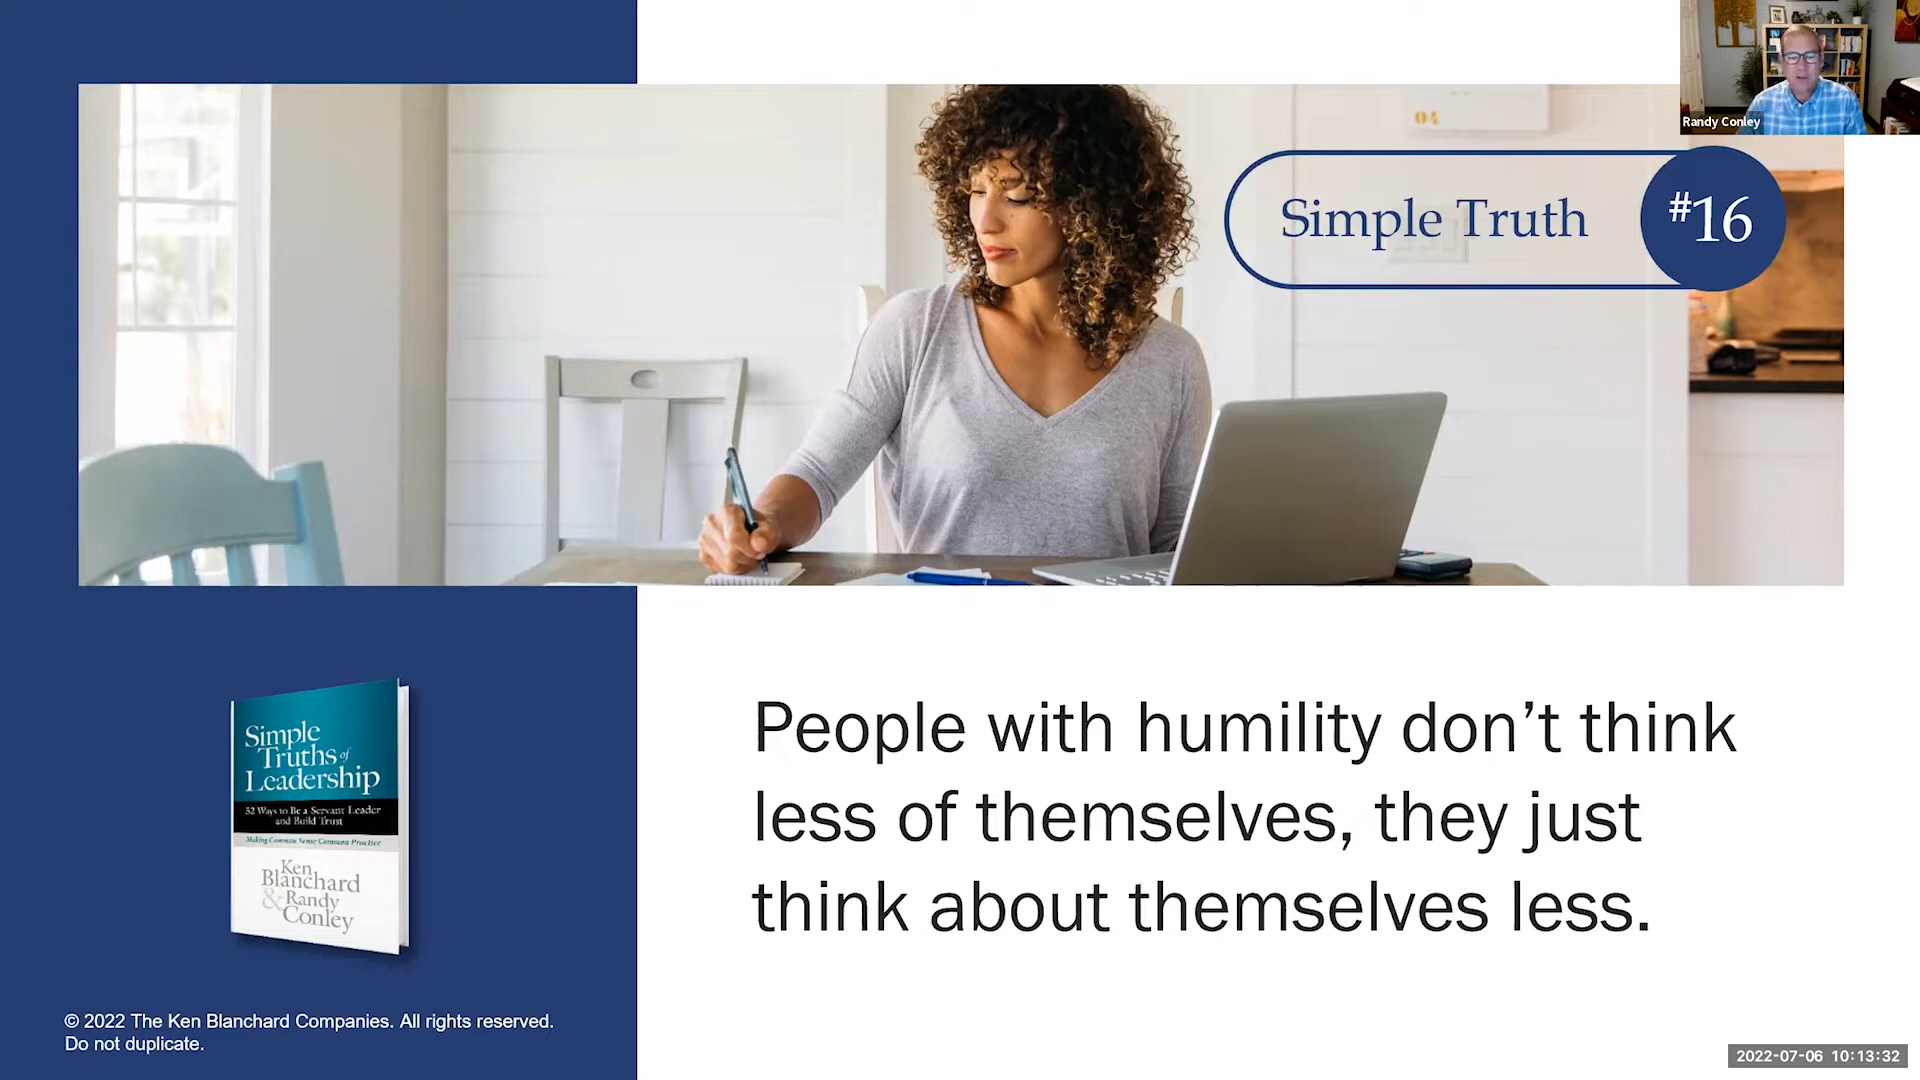 Randy Conley
04
Simple Truth
#16
Simple
Truths of
Leadership
52 Ways to Be a Servant Leader
and Build Trust
Making Common Sense Common Practice
Ken
Blanchard
& Randy
Conley
People with humility don’t think
less of themselves, they just
think about themselves less.
© 2022 The Ken Blanchard Companies. All rights reserved.
Do not duplicate.
2022-07-06 10:13:32